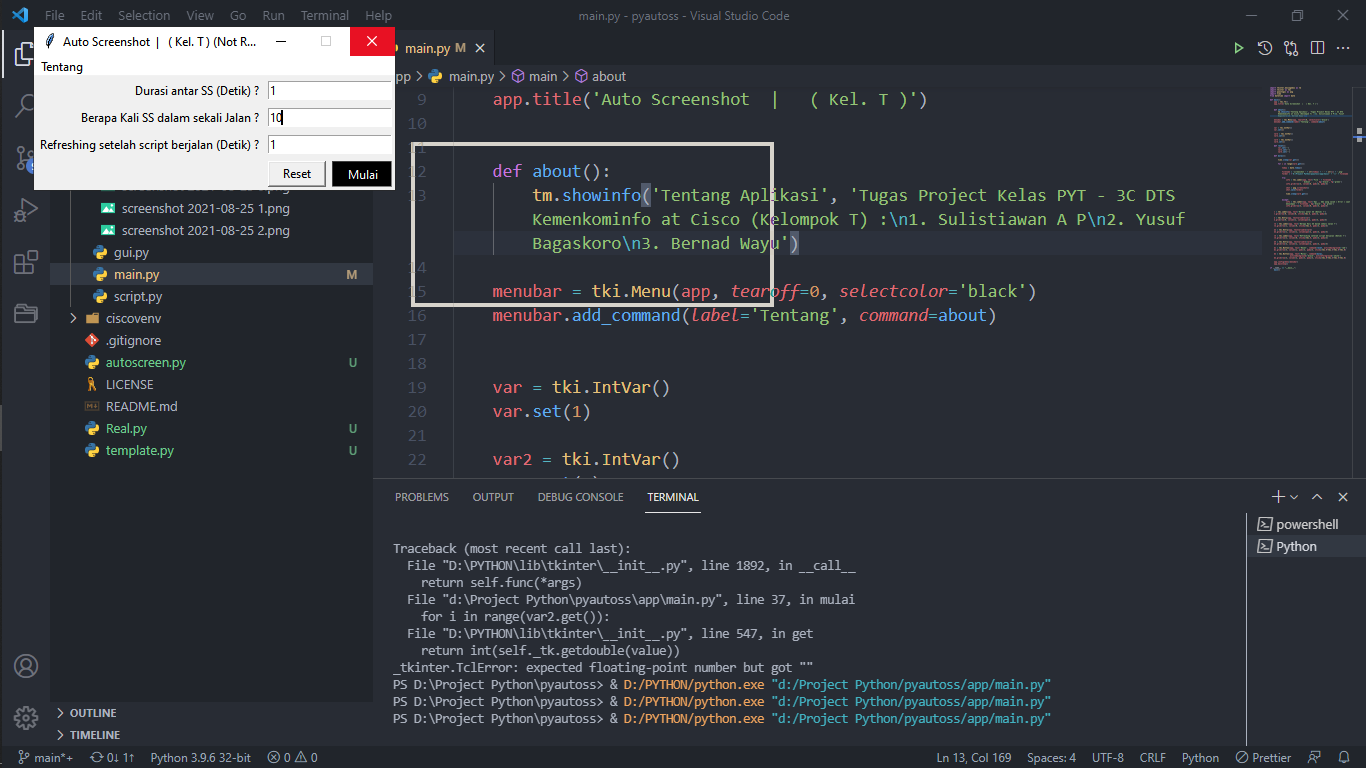 File Edit Selection View Go Run Terminal Help
main.py - pyautoss - Visual Studio Code
Auto Screenshot | ( Kel. T ) (Not R...
Tentang
Durasi antar SS (Detik) ? 1
Berapa Kali SS dalam sekali Jalan ? 10
Refreshing setelah script berjalan (Detik) ? 1
Reset Mulai
screenshot 2021-08-25 1.png
screenshot 2021-08-25 2.png
gui.py
main.py M
script.py
ciscovenv
.gitignore
autoscreen.py U
LICENSE
README.md
Real.py U
template.py U
OUTLINE
TIMELINE
main.py M
main.py > main > about
9 app.title('Auto Screenshot | ( Kel. T )')
10
11
12 def about():
13 tm.showinfo('Tentang Aplikasi', 'Tugas Project Kelas PYT - 3C DTS
Kemenkominfo at Cisco (Kelompok T) :\n1. Sulistiawan A P\n2. Yusuf
Bagaskoro\n3. Bernad Wayu')
14
15 menubar = tki.Menu(app, tearoff=0, selectcolor='black')
16 menubar.add_command(label='Tentang', command=about)
17
18
19 var = tki.IntVar()
20 var.set(1)
21
22 var2 = tki.IntVar()
PROBLEMS OUTPUT DEBUG CONSOLE TERMINAL
powershell
Python
Traceback (most recent call last):
File "D:\PYTHON\lib\tkinter\__init__.py", line 1892, in __call__
return self.func(*args)
File "d:\Project Python\pyautoss\app\main.py", line 37, in mulai
for i in range(var2.get()):
File "D:\PYTHON\lib\tkinter\__init__.py", line 547, in get
return int(self._tk.getdouble(value))
_tkinter.TclError: expected floating-point number but got ""
PS D:\Project Python\pyautoss> & D:/PYTHON/python.exe "d:/Project Python/pyautoss/app/main.py"
PS D:\Project Python\pyautoss> & D:/PYTHON/python.exe "d:/Project Python/pyautoss/app/main.py"
PS D:\Project Python\pyautoss> & D:/PYTHON/python.exe "d:/Project Python/pyautoss/app/main.py"
main*+ 0↓ 1↑ Python 3.9.6 32-bit 0 0 Ln 13, Col 169 Spaces: 4 UTF-8 CRLF Python Prettier